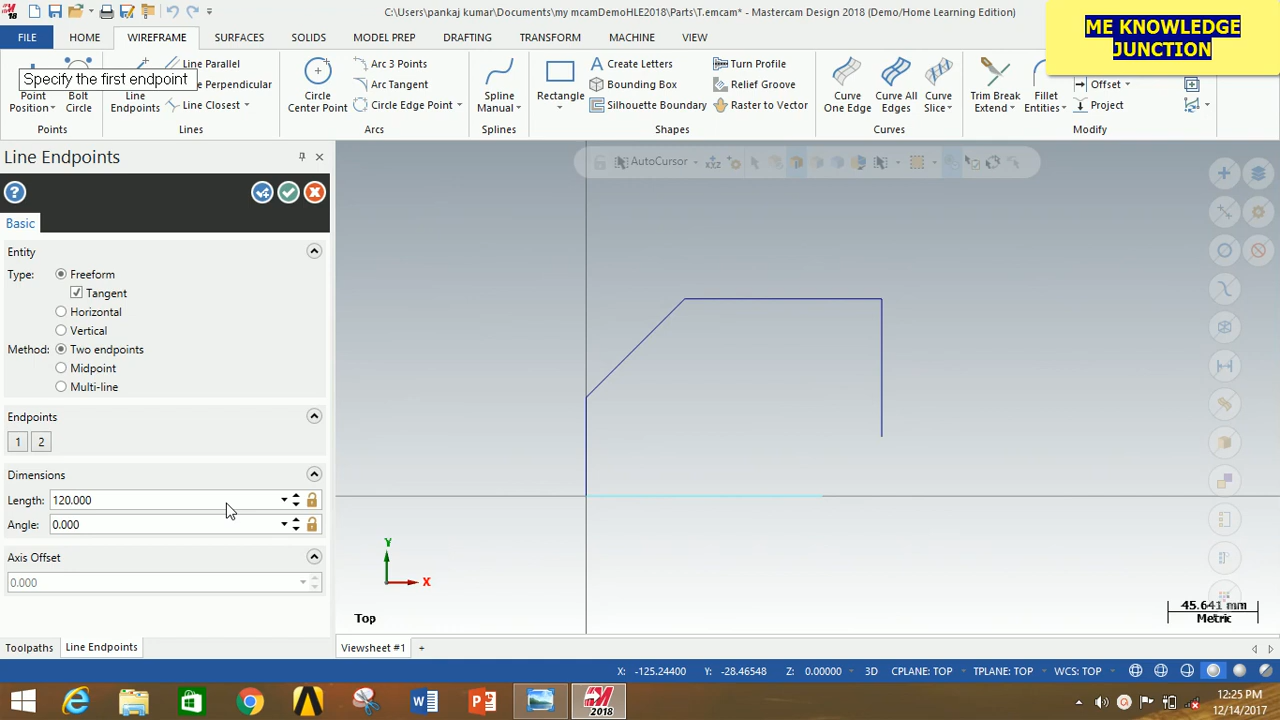 C:\Users\pankaj kumar\Documents\my mcamDemoHLE2018\Parts\T.mcam* - Mastercam Design 2018 (Demo/Home Learning Edition)
ME KNOWLEDGE
JUNCTION
FILE HOME WIREFRAME SURFACES SOLIDS MODEL PREP DRAFTING TRANSFORM MACHINE VIEW
Specify the first endpoint
Point
Position
Bolt
Circle
Points
Line
Endpoints
Line Parallel
Line Perpendicular
Line Closest
Lines
Circle
Center Point
Arc 3 Point
Arc Tangent
Circle Edge Point
Arcs
Spline
Manual
Splines
Rectangle
Create Letters
Bounding Box
Silhouette Boundary
Turn Profile
Relief Groove
Raster to Vector
Shapes
Curve
One Edge
Curve All
Edges
Curve
Slice
Curves
Trim Break
Extend
Fillet
Entities
Offset
Project
Modify
Line Endpoints
Basic
Entity
Type: Freeform
Tangent
Horizontal
Vertical
Method: Two endpoints
Midpoint
Multi-line
Endpoints
1 2
Dimensions
Length: 120.000
Angle: 0.000
Axis Offset
0.000
Toolpaths Line Endpoints
AutoCursor
Y
X
Top
45.641 mm
Metric
Viewsheet #1 +
X: -125.24400 Y: -28.46548 Z: 0.00000 3D CPLANE: TOP TPLANE: TOP WCS: TOP
2018
12:25 PM
12/14/2017